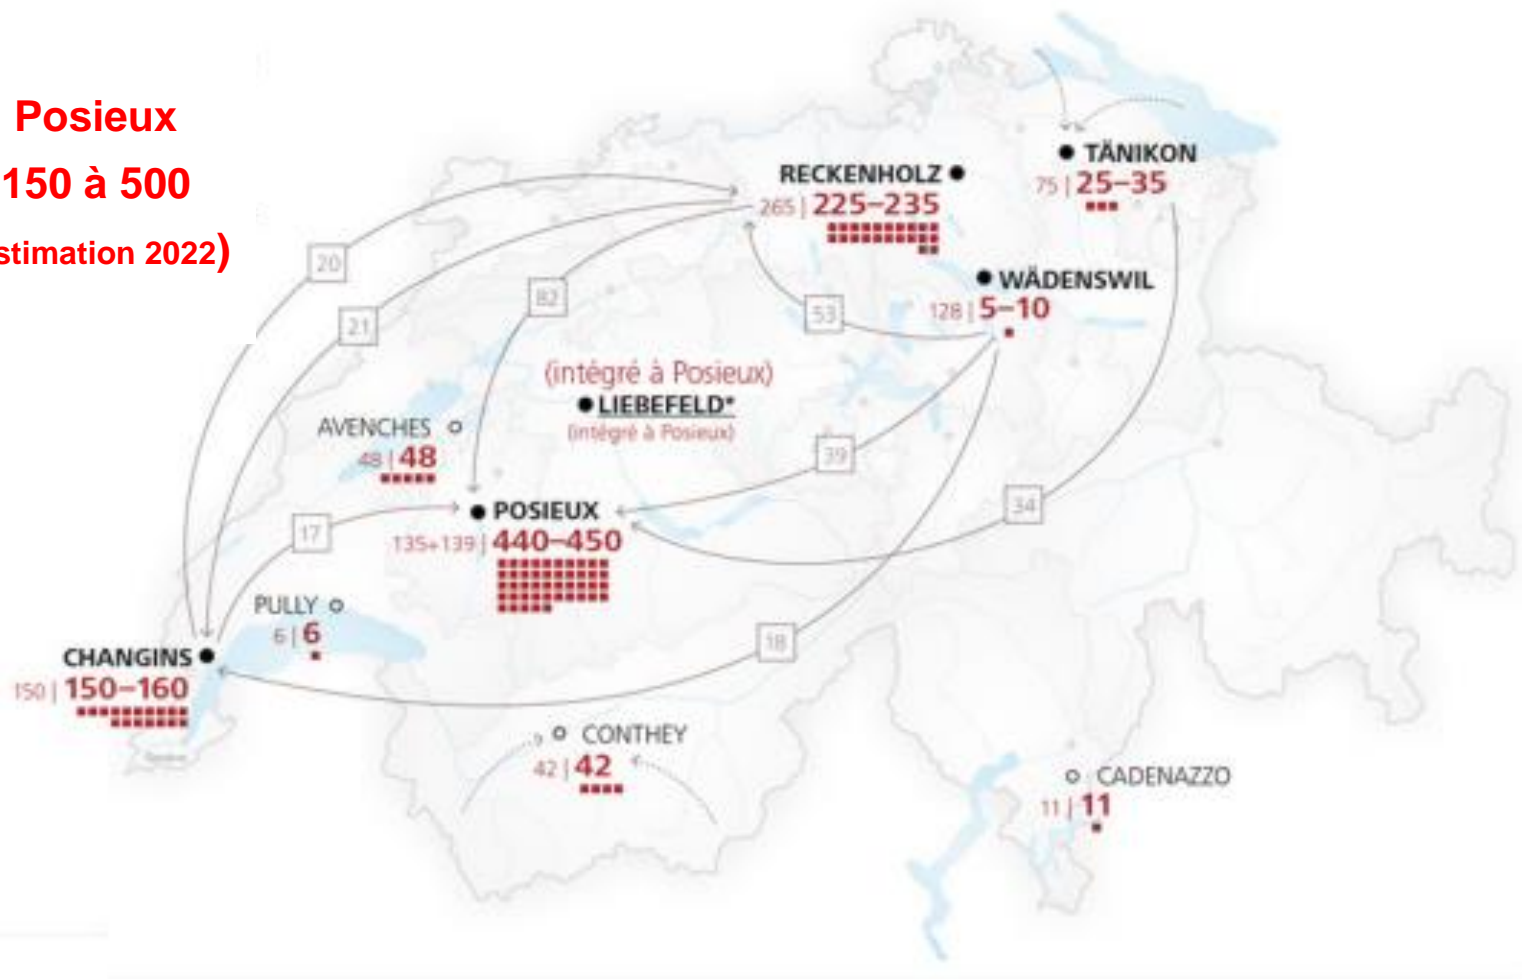 Posieux
150 à 500
stimation 2022)
TÄNIKON
75 | 25–35
RECKENHOLZ
265 | 225–235
WÄDENSWIL
128 | 5–10
20
82
21
53
(intégré à Posieux)
LIEBEFELD*
(intégré à Posieux)
AVENCHES
48 | 48
39
34
POSIEUX
135+139 | 440–450
17
PULLY
6 | 6
18
CHANGINS
150 | 150–160
CONTHEY
42 | 42
CADENAZZO
11 | 11